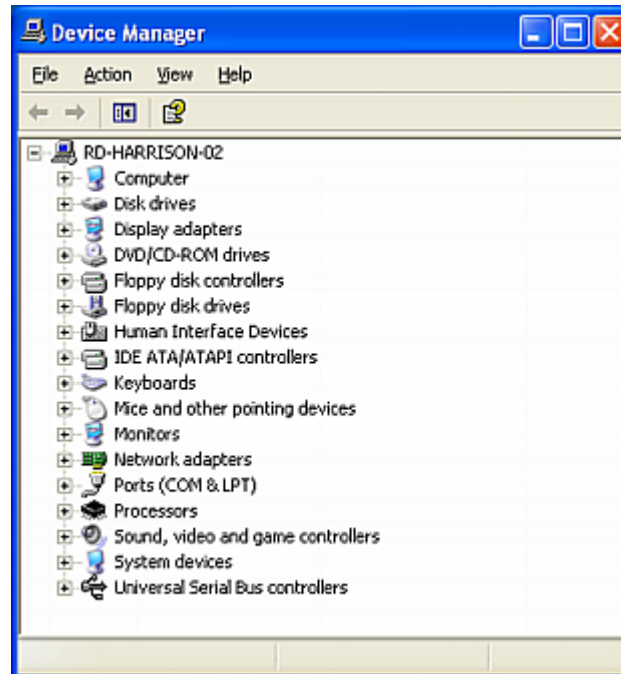 Device Manager
File Action View Help
RD-HARRISON-02
Computer
Disk drives
Display adapters
DVD/CD-ROM drives
Floppy disk controllers
Floppy disk drives
Human Interface Devices
IDE ATA/ATAPI controllers
Keyboards
Mice and other pointing devices
Monitors
Network adapters
Ports (COM & LPT)
Processors
Sound, video and game controllers
System devices
Universal Serial Bus controllers